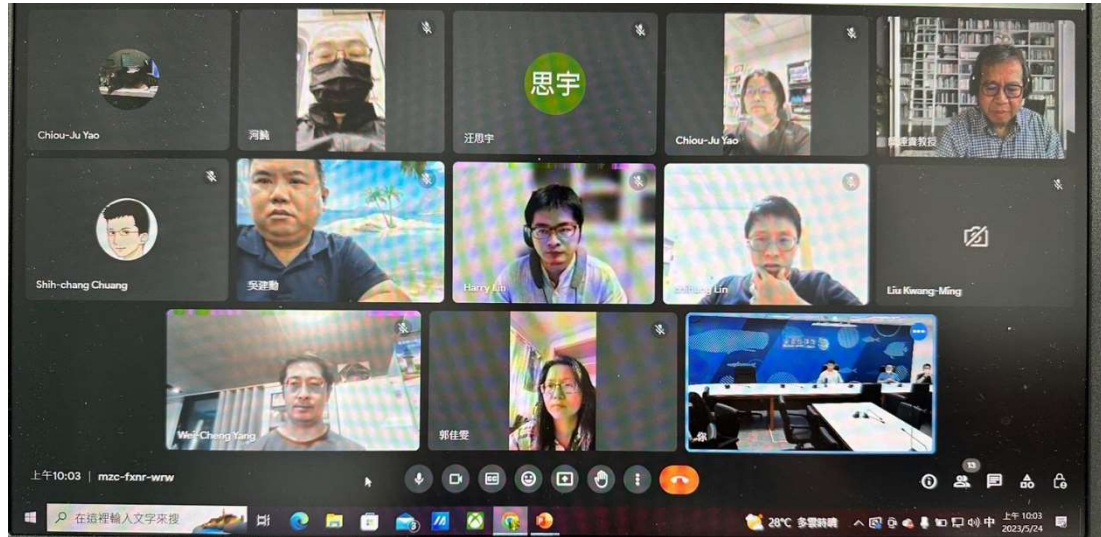 Chiou-Ju Yao
河馣
思宇
汪思宇
Chiou-Ju Yao
Shih-chang Chuang
吳建勳
Harry Lin
Liu Kwang-Ming
Wei-Cheng Yang
郭佳雯
你
上午10:03 | mzc-fxnr-wrw
13
在這裡輸入文字來搜
28°C 多雲時晴
中
上午 10:03
2023/5/24